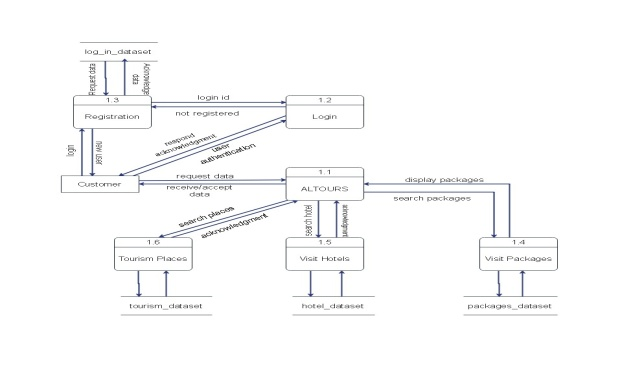 log_in_dataset
Request data
Acknowledge
data
1.3
Registration
login id
not registered
1.2
Login
login
new user
respond
acknowledgment
user
authentication
Customer
request data
receive/accept
data
1.1
ALTOURS
display packages
search packages
search places
acknowledgment
search hotel
acknowledgment
1.6
Tourism Places
1.5
Visit Hotels
1.4
Visit Packages
tourism_dataset
hotel_dataset
packages_dataset